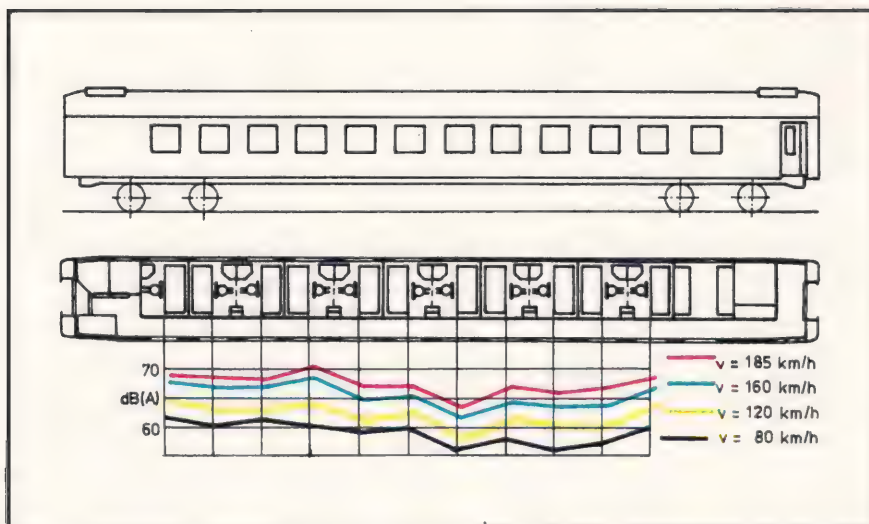 70
dB(A)
60
v = 185 km/h
v = 160 km/h
v = 120 km/h
v = 80 km/h